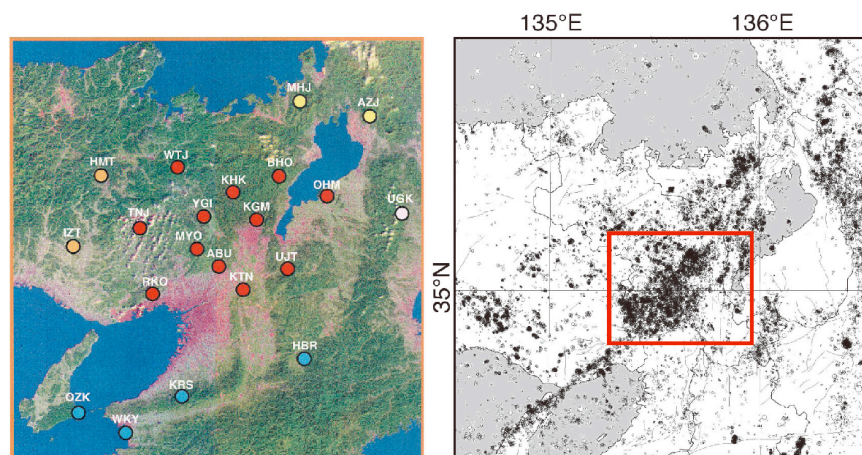 135°E 136°E
MHJ
AZJ
HMT
WTJ
BHO
KHK
OHM
UGK
YGI
KGM
TNJ
MYO
IZT
ABU
UJT
RKO
KTN
35°N
HBR
KRS
OZK
WKY